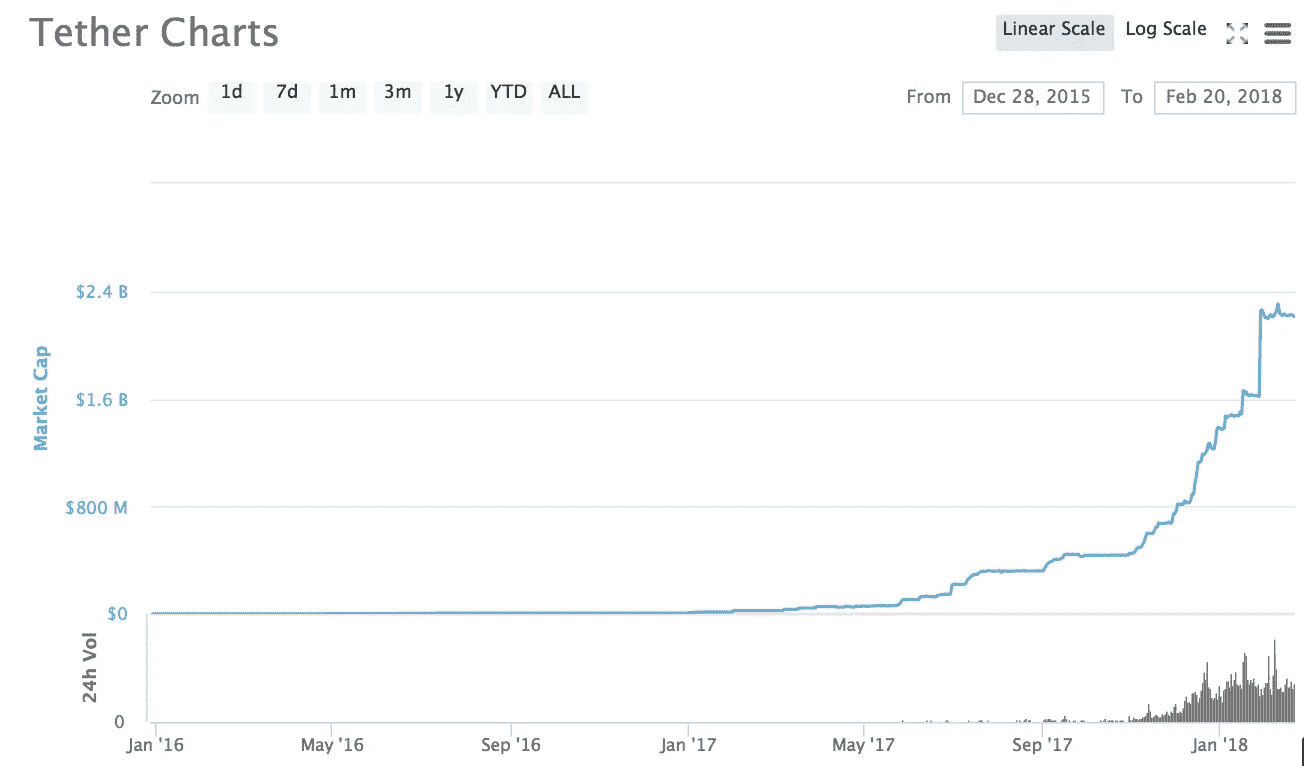 Tether Charts
Linear Scale Log Scale
Zoom 1d 7d 1m 3m 1y YTD ALL From Dec 28, 2015 To Feb 20, 2018
$2.4 B
Market Cap
$1.6 B
$800 M
$0
24h Vol
0
Jan '16 May '16 Sep '16 Jan '17 May '17 Sep '17 Jan '18